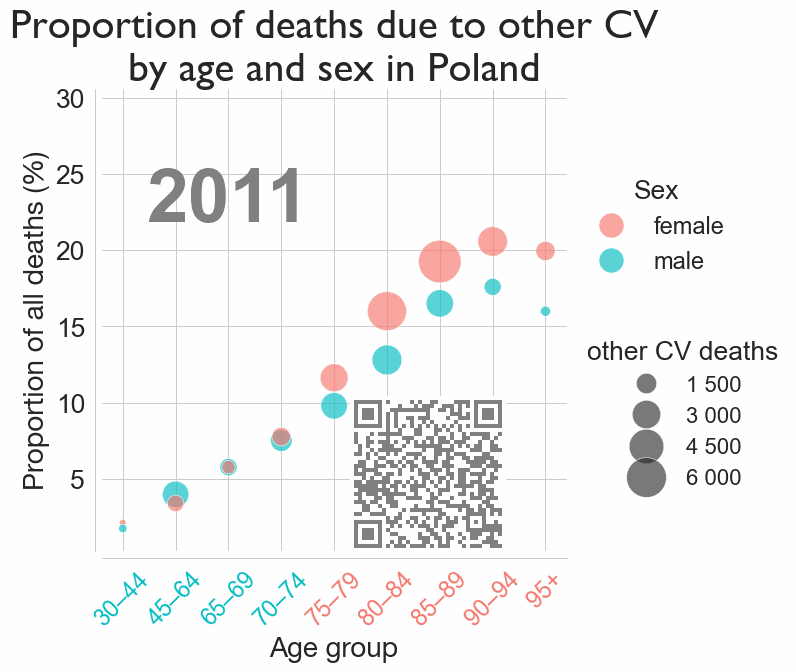 Proportion of deaths due to other CV
by age and sex in Poland
30
25
20
15
10
5
Proportion of all deaths (%)
2011
30–44
45–64
65–69
70–74
75–79
80–84
85–89
90–94
95+
Age group
Sex
female
male
other CV deaths
1 500
3 000
4 500
6 000